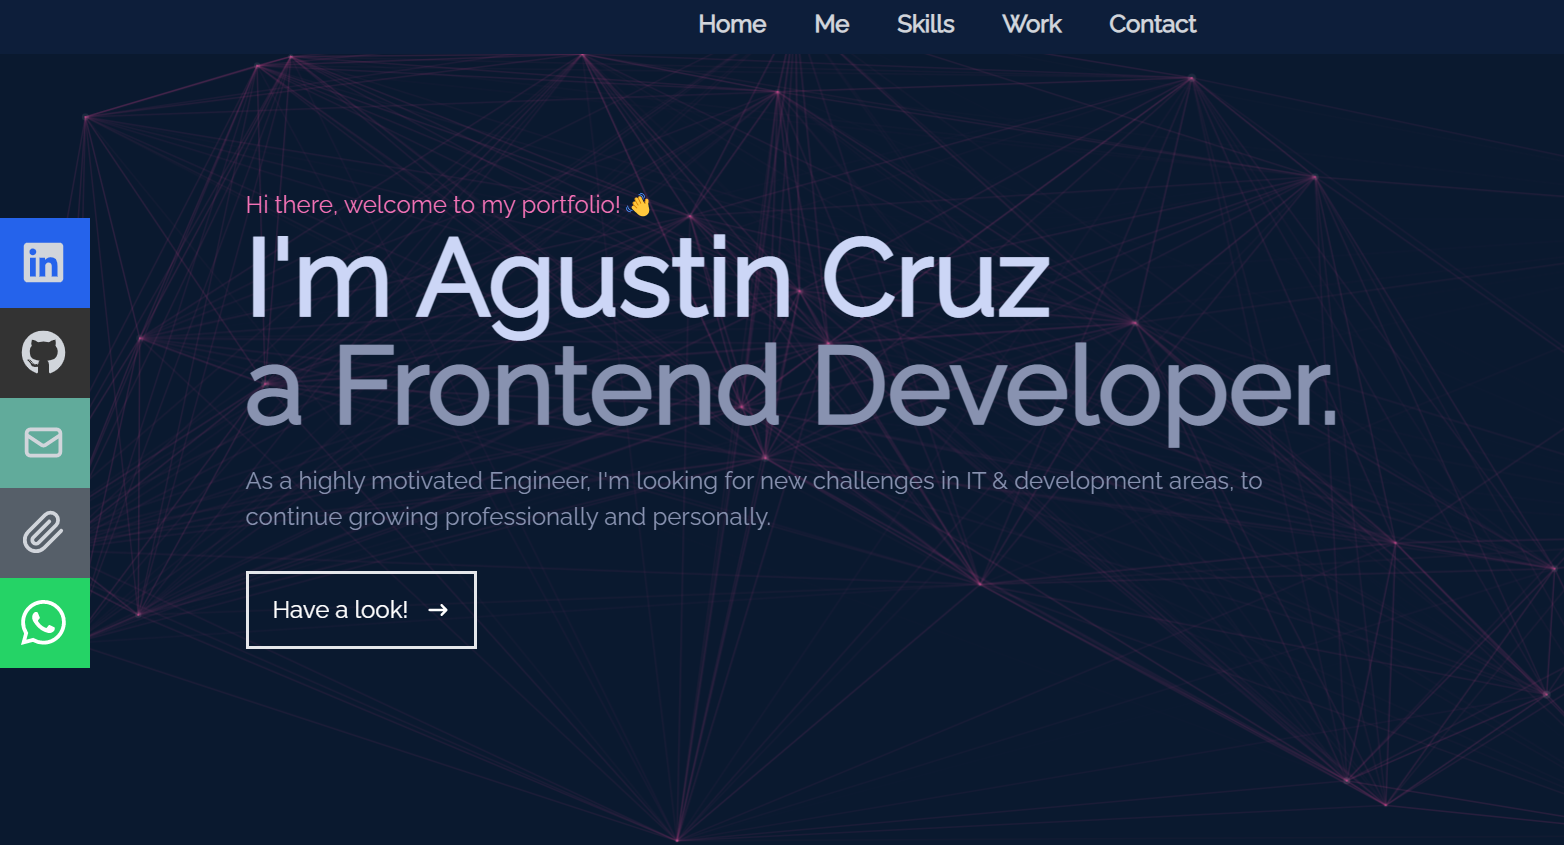 Home Me Skills Work Contact
Hi there, welcome to my portfolio! 👋
I'm Agustin Cruz
a Frontend Developer.
As a highly motivated Engineer, I'm looking for new challenges in IT & development areas, to
continue growing professionally and personally.
in
Have a look! →